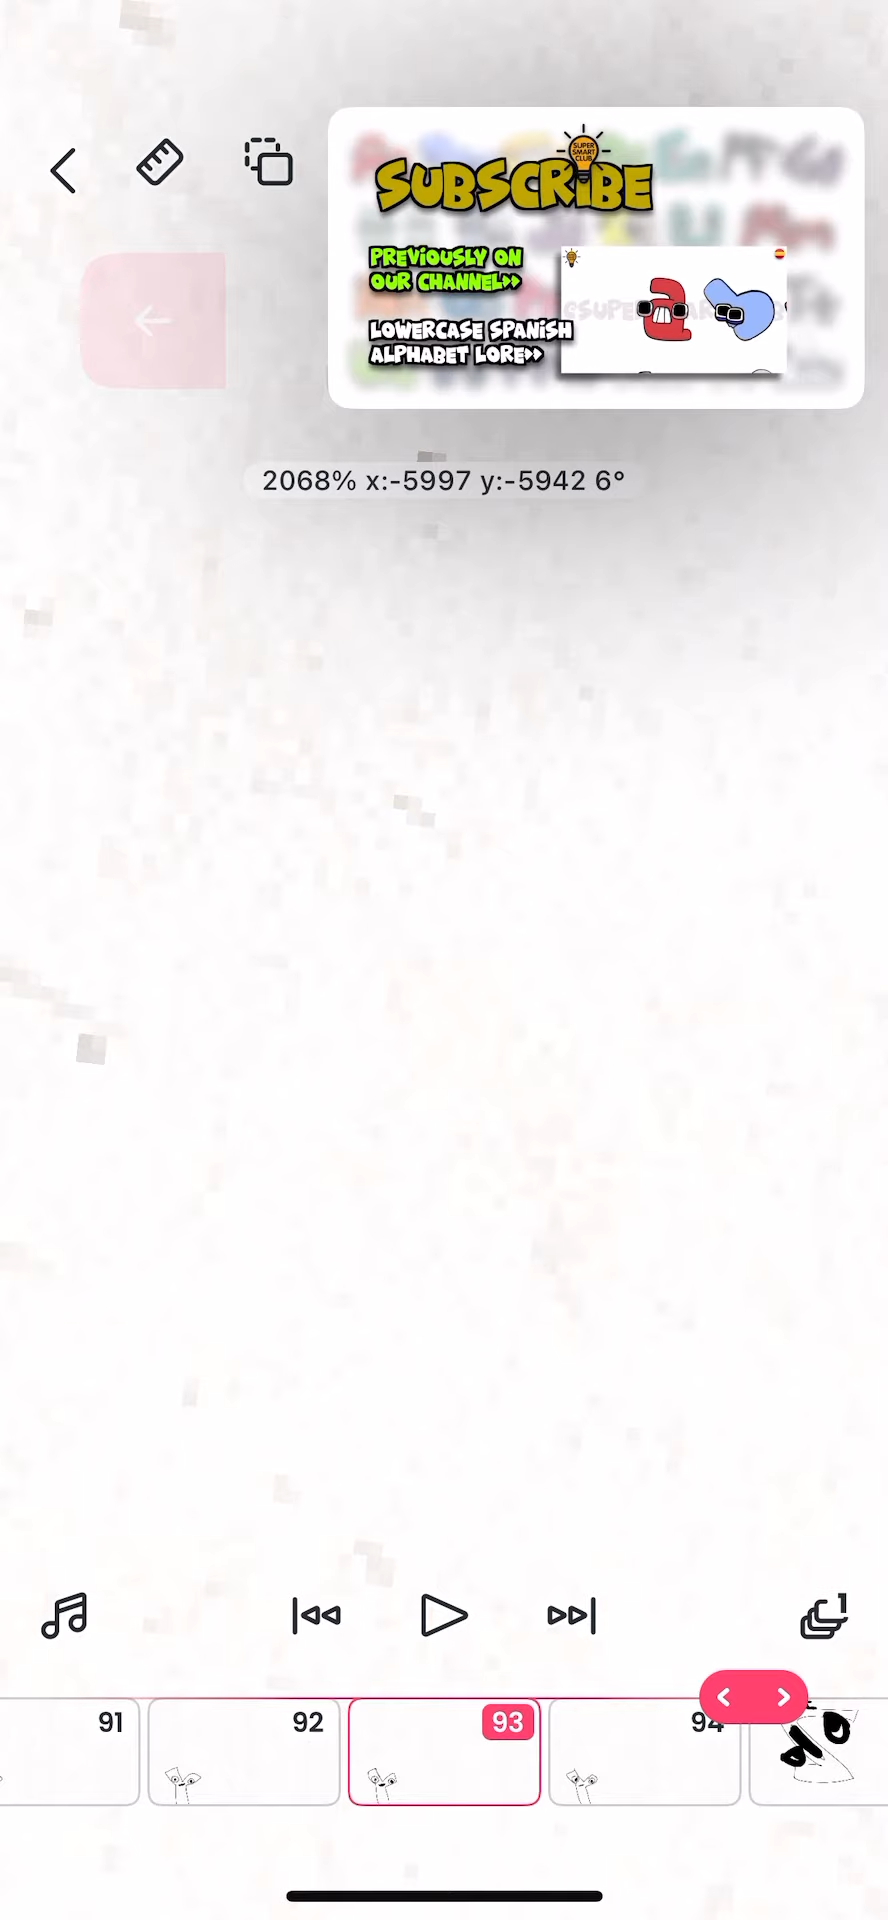 SUPER
SMART
CLUB
SUBSCRIBE
PREVIOUSLY ON
OUR CHANNEL>>
LOWERCASE SPANISH
ALPHABET LORE>>
2068% x:-5997 y:-5942 6°
1
91
92
93
94